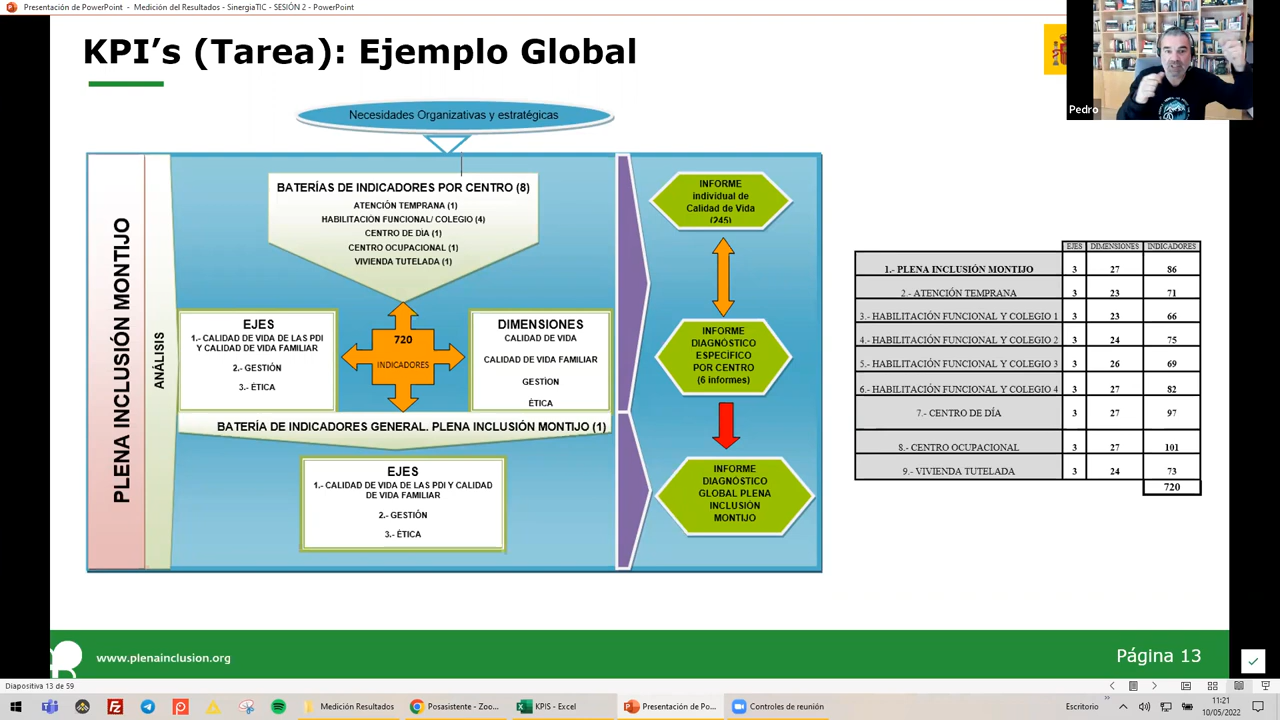 Presentación de PowerPoint - Medición del Resultados - SinergiaTIC - SESIÓN 2 - PowerPoint
KPI’s (Tarea): Ejemplo Global
Pedro
Necesidades Organizativas y estratégicas
PLENA INCLUSIÓN MONTIJO
ANÁLISIS
BATERÍAS DE INDICADORES POR CENTRO (8)
ATENCIÓN TEMPRANA (1)
HABILITACIÓN FUNCIONAL/ COLEGIO (4)
CENTRO DE DÍA (1)
CENTRO OCUPACIONAL (1)
VIVIENDA TUTELADA (1)
EJES
1.- CALIDAD DE VIDA DE LAS PDI
Y CALIDAD DE VIDA FAMILIAR
2.- GESTIÓN
3.- ÉTICA
720
INDICADORES
DIMENSIONES
CALIDAD DE VIDA
CALIDAD DE VIDA FAMILIAR
GESTÍON
ÉTICA
BATERÍA DE INDICADORES GENERAL. PLENA INCLUSIÓN MONTIJO (1)
EJES
1.- CALIDAD DE VIDA DE LAS PDI Y CALIDAD
DE VIDA FAMILIAR
2.- GESTIÓN
3.- ÉTICA
INFORME
individual de
Calidad de Vida
(245)
INFORME
DIAGNÓSTICO
ESPECÍFICO
POR CENTRO
(6 informes)
INFORME
DIAGNÓSTICO
GLOBAL PLENA
INCLUSIÓN
MONTIJO
EJES DIMENSIONES INDICADORES
1.- PLENA INCLUSIÓN MONTIJO 3 27 86
2.- ATENCIÓN TEMPRANA 3 23 71
3.- HABILITACIÓN FUNCIONAL Y COLEGIO 1 3 23 66
4.- HABILITACIÓN FUNCIONAL Y COLEGIO 2 3 24 75
5.- HABILITACIÓN FUNCIONAL Y COLEGIO 3 3 26 69
6.- HABILITACIÓN FUNCIONAL Y COLEGIO 4 3 27 82
7.- CENTRO DE DÍA 3 27 97
8.- CENTRO OCUPACIONAL 3 27 101
9.- VIVIENDA TUTELADA 3 24 73
720
www.plenainclusion.org
Página 13
Diapositiva 13 de 59
Medición Resultados
Posasistente - Zoo...
KPIS - Excel
Presentación de Po...
Controles de reunión
Escritorio
11:21
10/05/2022